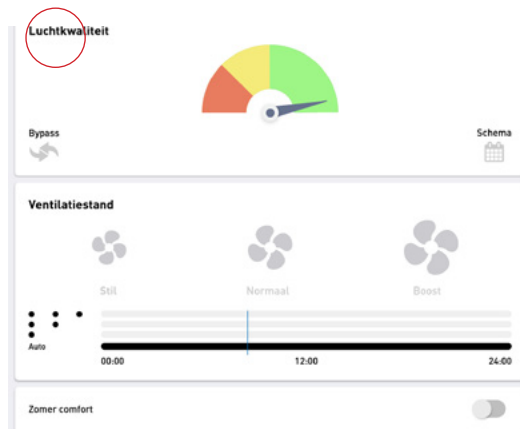 Luchtkwaliteit
Bypass
Schema
Ventilatiestand
Stil
Normaal
Boost
Auto
00:00
12:00
24:00
Zomer comfort